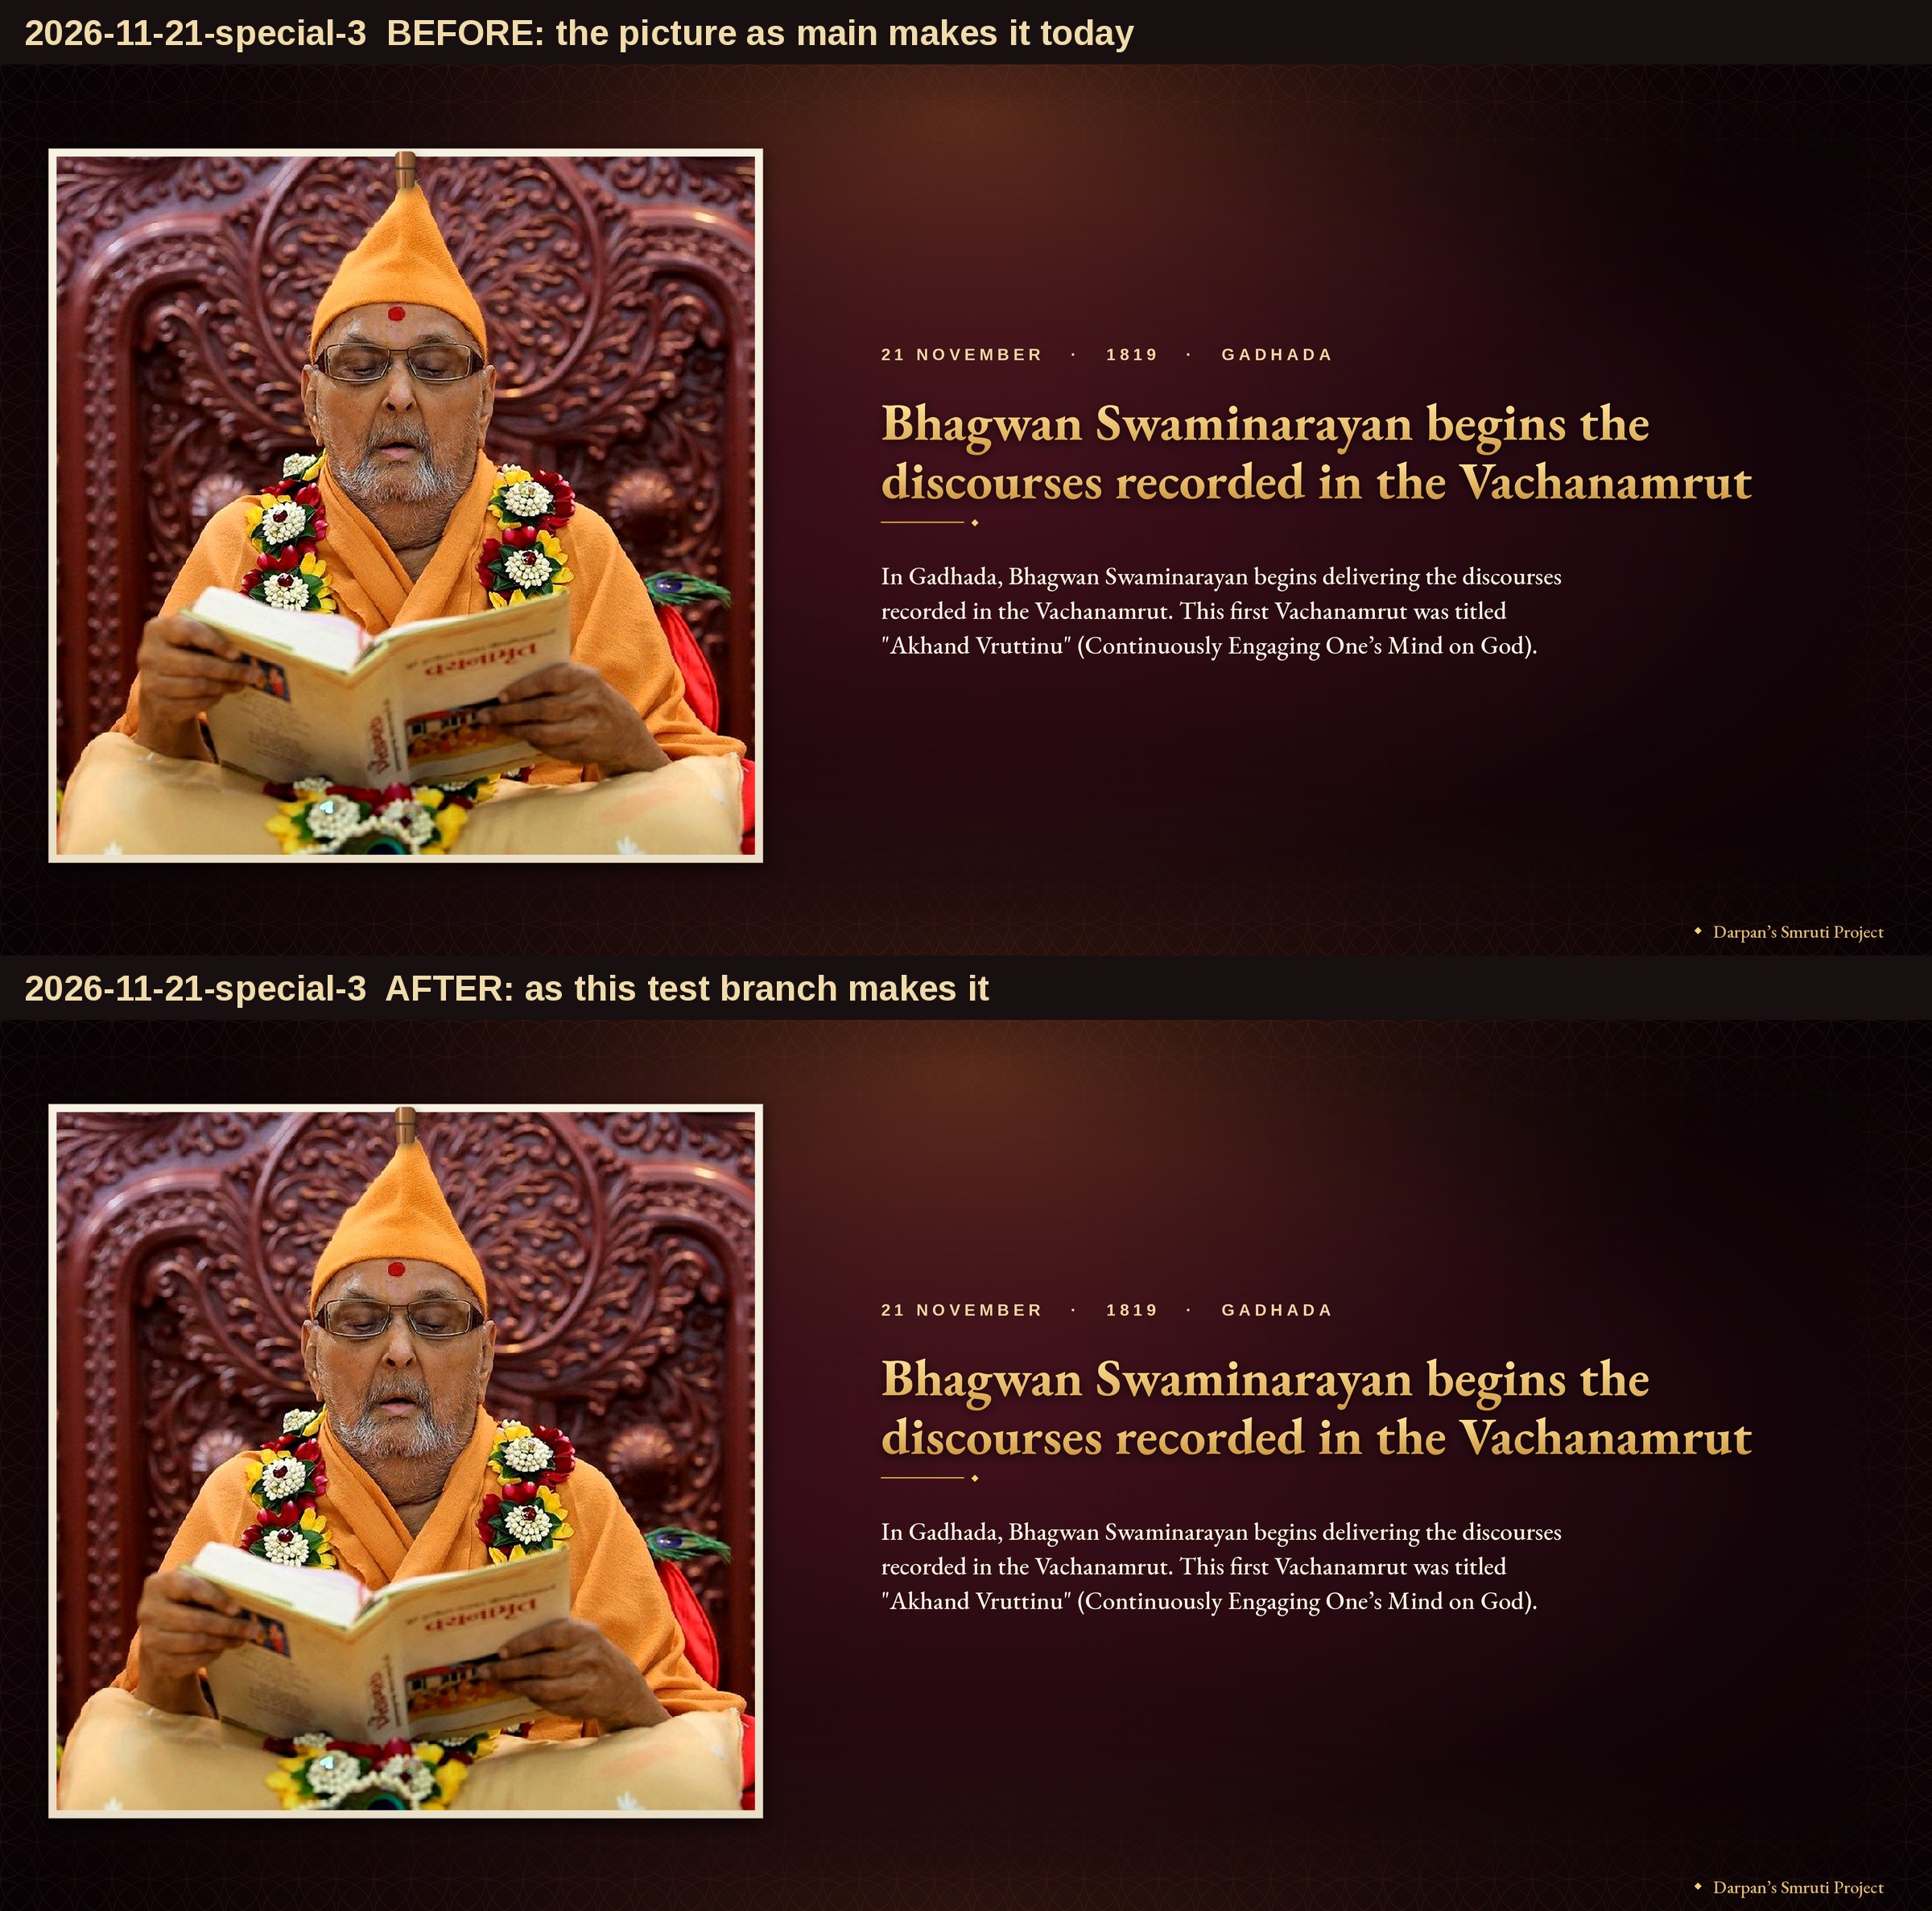 2026-11-21-special-3 BEFORE: the picture as main makes it today
વચનામૃત
21 NOVEMBER · 1819 · GADHADA
Bhagwan Swaminarayan begins the
discourses recorded in the Vachanamrut
In Gadhada, Bhagwan Swaminarayan begins delivering the discourses
recorded in the Vachanamrut. This first Vachanamrut was titled
"Akhand Vruttinu" (Continuously Engaging One’s Mind on God).
Darpan’s Smruti Project
2026-11-21-special-3 AFTER: as this test branch makes it
વચનામૃત
21 NOVEMBER · 1819 · GADHADA
Bhagwan Swaminarayan begins the
discourses recorded in the Vachanamrut
In Gadhada, Bhagwan Swaminarayan begins delivering the discourses
recorded in the Vachanamrut. This first Vachanamrut was titled
"Akhand Vruttinu" (Continuously Engaging One’s Mind on God).
Darpan’s Smruti Project